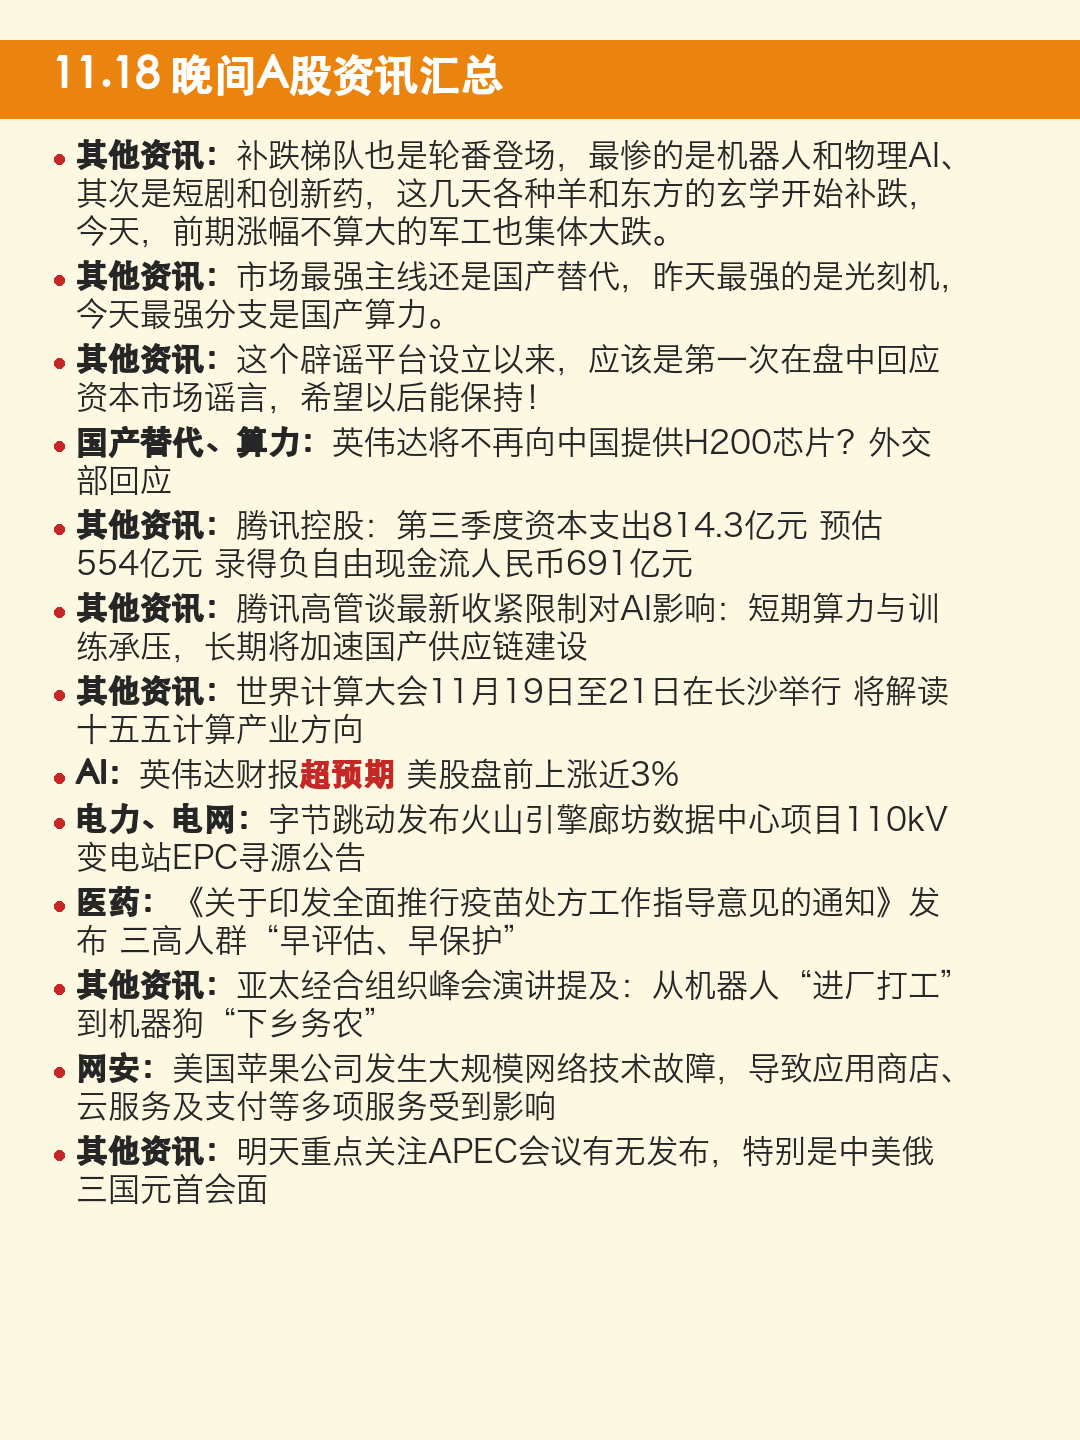 11.18 晚间A股资讯汇总
其他资讯：补跌梯队也是轮番登场，最惨的是机器人和物理AI、
其次是短剧和创新药，这几天各种羊和东方的玄学开始补跌，
今天，前期涨幅不算大的军工也集体大跌。
其他资讯：市场最强主线还是国产替代，昨天最强的是光刻机，
今天最强分支是国产算力。
其他资讯：这个辟谣平台设立以来，应该是第一次在盘中回应
资本市场谣言，希望以后能保持！
国产替代、算力：英伟达将不再向中国提供H200芯片？外交
部回应
其他资讯：腾讯控股：第三季度资本支出814.3亿元 预估
554亿元 录得负自由现金流人民币691亿元
其他资讯：腾讯高管谈最新收紧限制对AI影响：短期算力与训
练承压，长期将加速国产供应链建设
其他资讯：世界计算大会11月19日至21日在长沙举行 将解读
十五五计算产业方向
AI：英伟达财报超预期 美股盘前上涨近3%
电力、电网：字节跳动发布火山引擎廊坊数据中心项目110kV
变电站EPC寻源公告
医药：《关于印发全面推行疫苗处方工作指导意见的通知》发
布 三高人群“早评估、早保护”
其他资讯：亚太经合组织峰会演讲提及：从机器人“进厂打工”
到机器狗“下乡务农”
网安：美国苹果公司发生大规模网络技术故障，导致应用商店、
云服务及支付等多项服务受到影响
其他资讯：明天重点关注APEC会议有无发布，特别是中美俄
三国元首会面